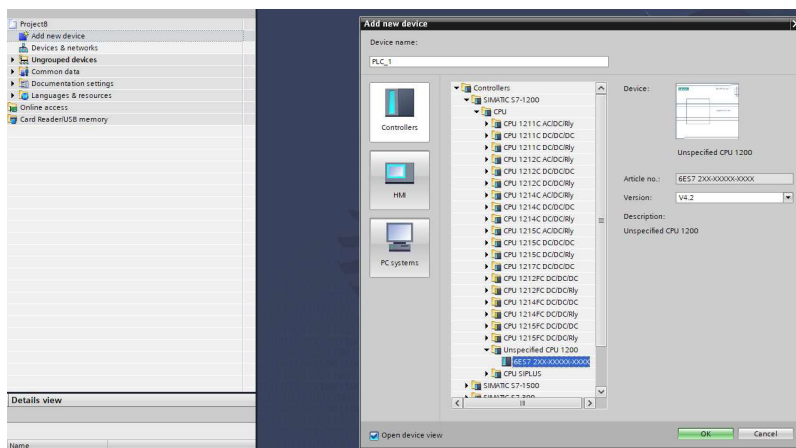 Project8
Add new device
Devices & networks
Ungrouped devices
Common data
Documentation settings
Languages & resources
Online access
Card Reader/USB memory
Details view
Name
Add new device
Device name:
PLC_1
Controllers
HMI
PC systems
Controllers
SIMATIC S7-1200
CPU
CPU 1211C AC/DC/Rly
CPU 1211C DC/DC/DC
CPU 1211C DC/DC/Rly
CPU 1212C AC/DC/Rly
CPU 1212C DC/DC/DC
CPU 1212C DC/DC/Rly
CPU 1214C AC/DC/Rly
CPU 1214C DC/DC/DC
CPU 1214C DC/DC/Rly
CPU 1215C AC/DC/Rly
CPU 1215C DC/DC/DC
CPU 1215C DC/DC/Rly
CPU 1217C DC/DC/DC
CPU 1212FC DC/DC/DC
CPU 1212FC DC/DC/Rly
CPU 1214FC DC/DC/DC
CPU 1214FC DC/DC/Rly
CPU 1215FC DC/DC/DC
CPU 1215FC DC/DC/Rly
Unspecified CPU 1200
6ES7 2XX-XXXXX-XXXX
CPU SIPLUS
SIMATIC S7-1500
SIMATIC S7-300
Device:
Unspecified CPU 1200
Article no.: 6ES7 2XX-XXXXX-XXXX
Version: V4.2
Description:
Unspecified CPU 1200
Open device view
OK
Cancel